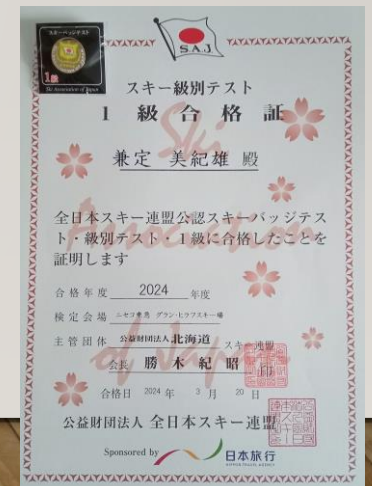 スキーバッジテスト
1級
Ski Association of Japan
S.A.J
スキー級別テスト
1 級 合 格 証
兼定 美紀雄 殿
全日本スキー連盟公認スキーバッジテス
ト・級別テスト・1級に合格したことを
証明します
合格年度 2024 年度
検定会場 ニセコ東急 グラン・ヒラフスキー場
主管団体 公益財団法人北海道 スキー連盟
会長 勝木紀昭
合格日 2024 年 3 月 20 日
公益財団法人 全日本スキー連盟
Sponsored by 日本旅行
NIPPON TRAVEL AGENCY